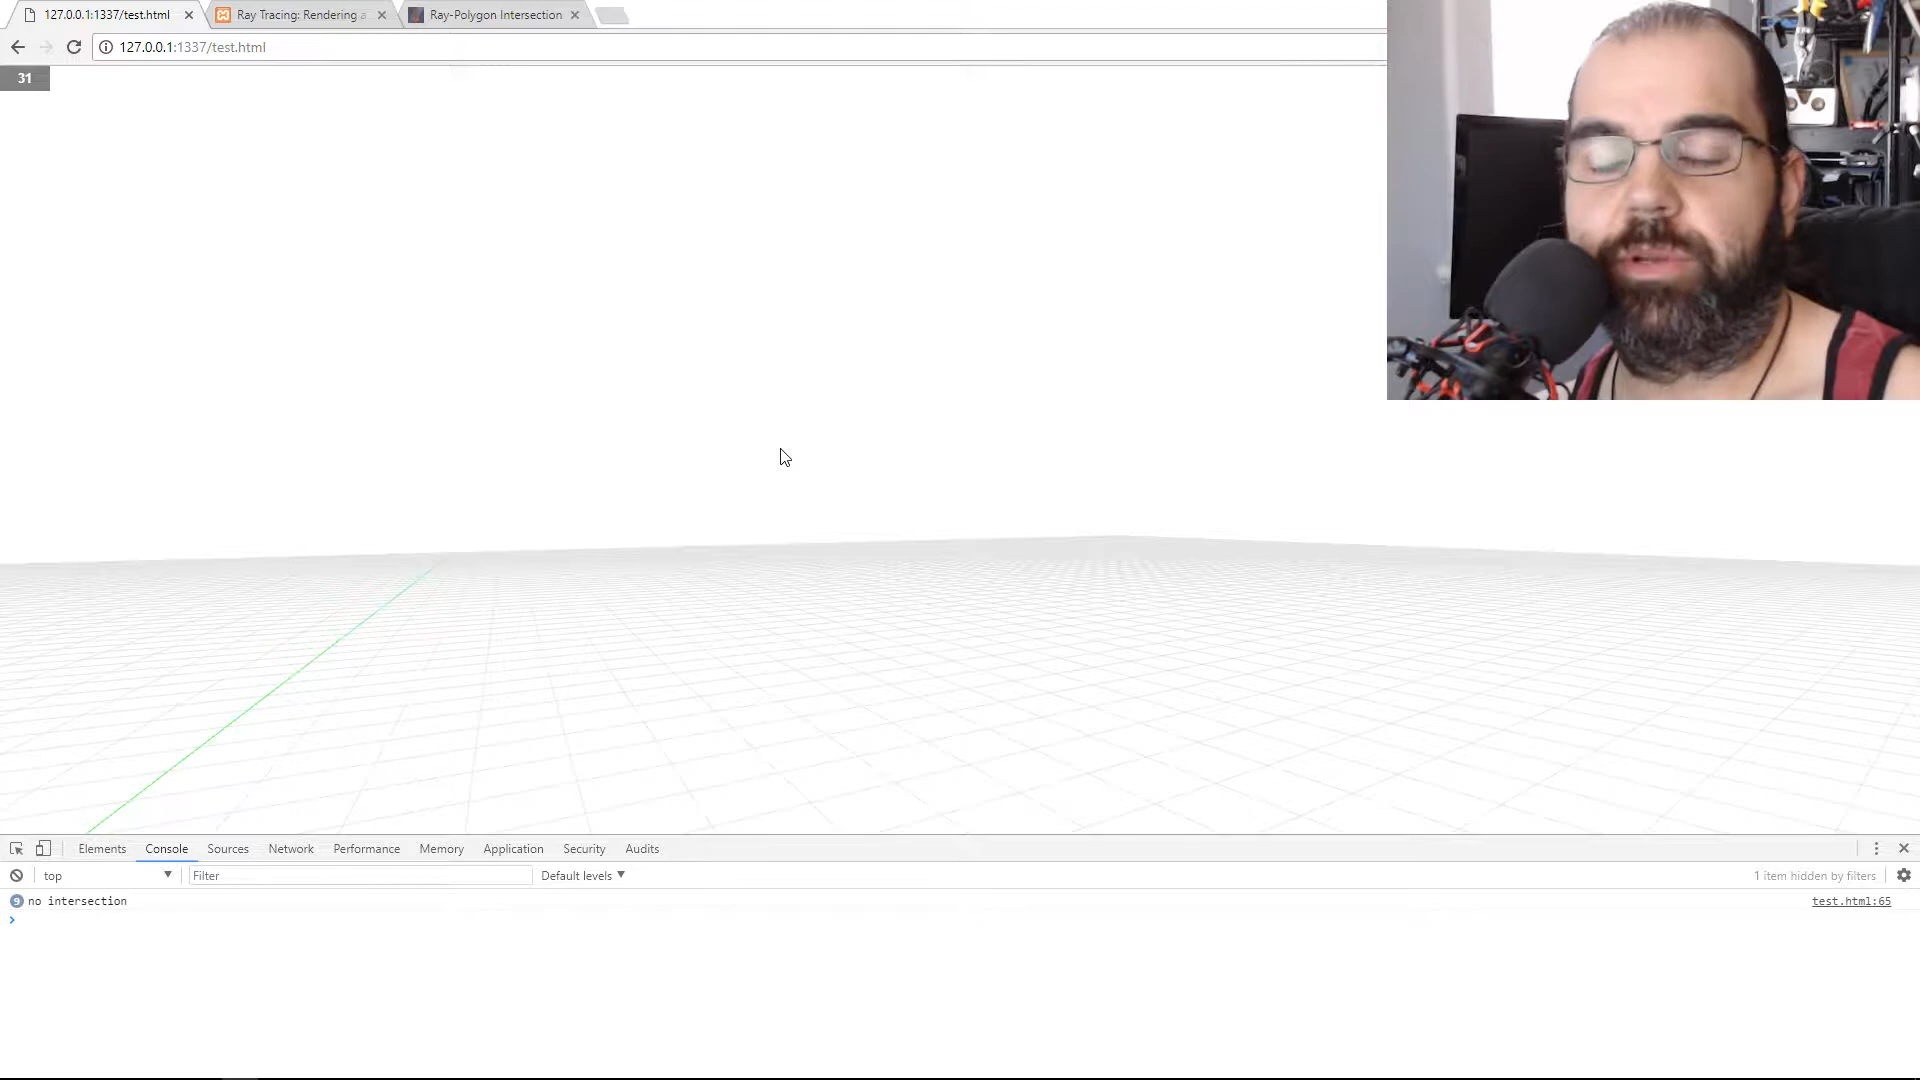 127.0.0.1:1337/test.html
Ray Tracing: Rendering a
Ray-Polygon Intersection
127.0.0.1:1337/test.html
31
Elements Console Sources Network Performance Memory Application Security Audits
top Filter Default levels 1 item hidden by filters
9 no intersection test.html:65